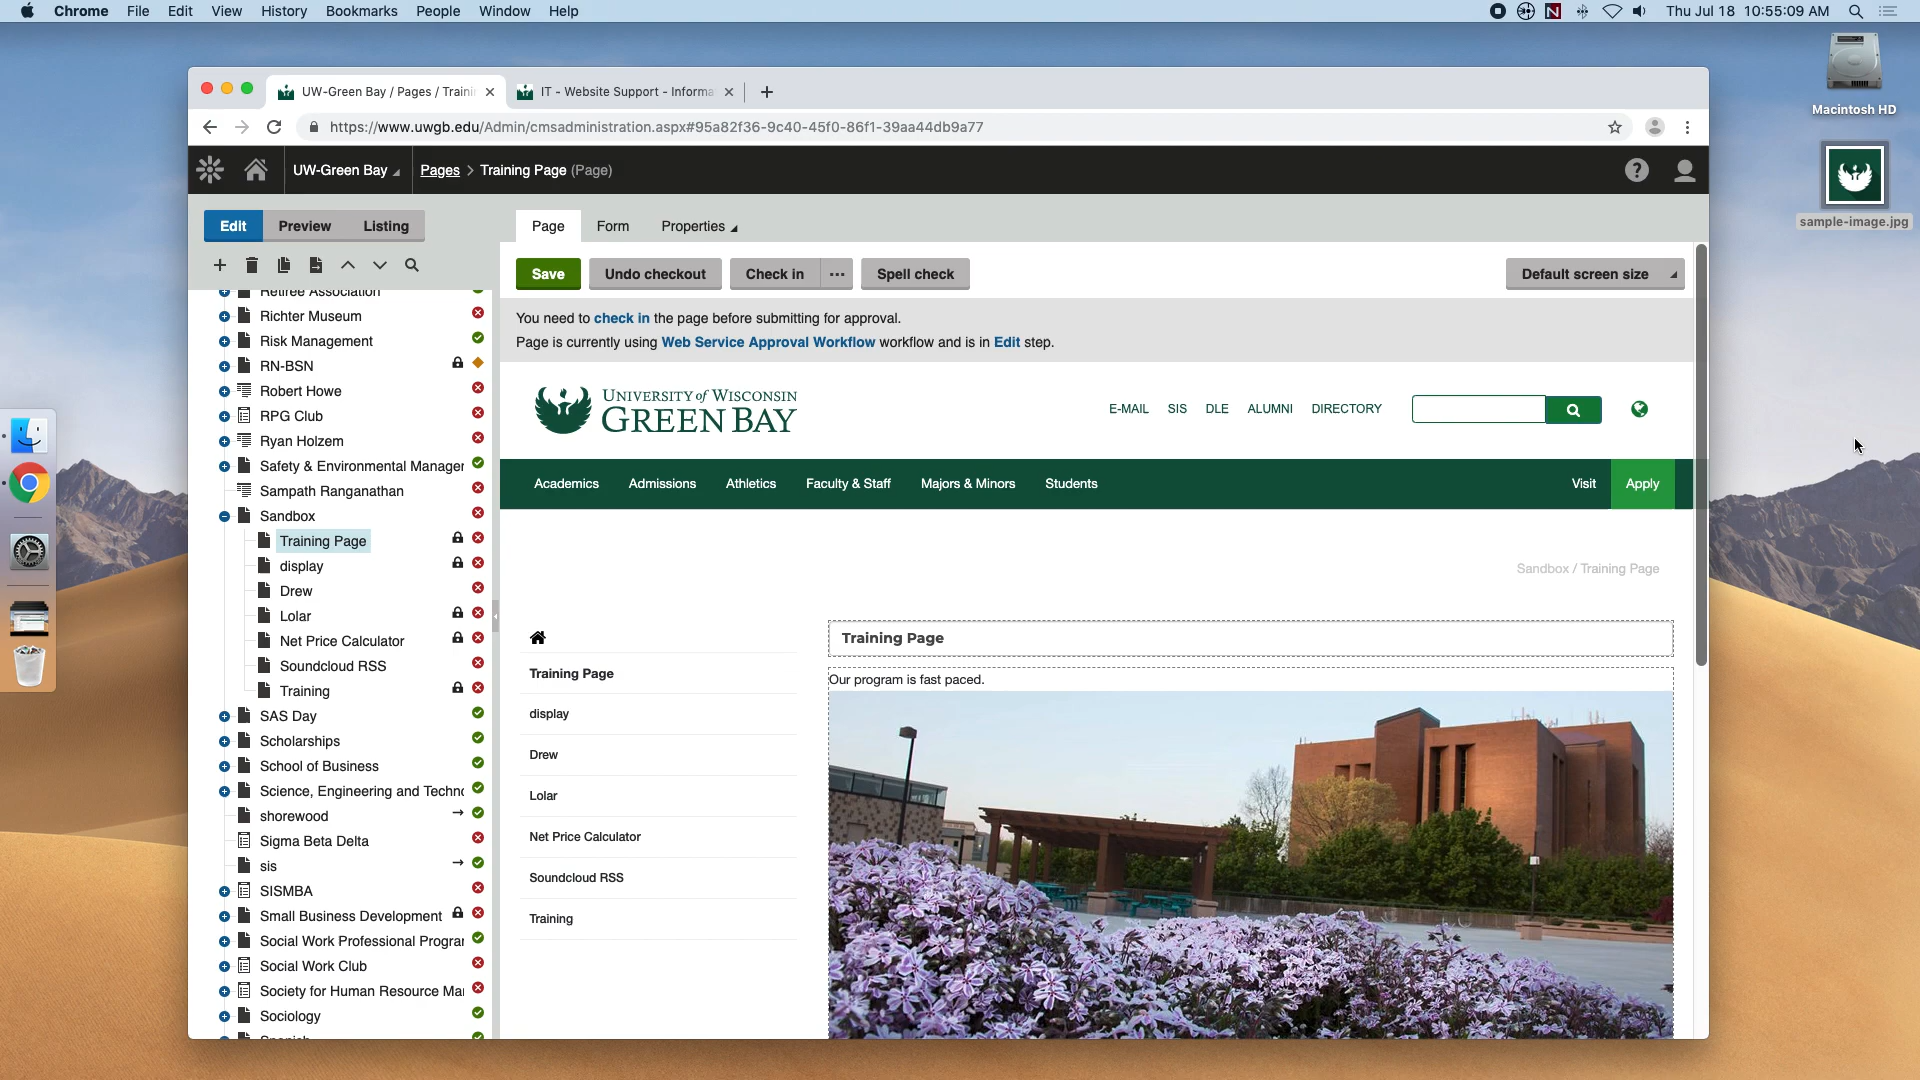 Chrome File Edit View History Bookmarks People Window Help
Thu Jul 18 10:55:09 AM
Macintosh HD
sample-image.jpg
UW-Green Bay / Pages / Traini
IT - Website Support - Informa
https://www.uwgb.edu/Admin/cmsadministration.aspx#95a82f36-9c40-45f0-86f1-39aa44db9a77
UW-Green Bay
Pages > Training Page (Page)
Edit Preview Listing
Page Form Properties
Save Undo checkout Check in ... Spell check
Default screen size
You need to check in the page before submitting for approval.
Page is currently using Web Service Approval Workflow workflow and is in Edit step.
Retiree Association
Richter Museum
Risk Management
RN-BSN
Robert Howe
RPG Club
Ryan Holzem
Safety & Environmental Manager
Sampath Ranganathan
Sandbox
Training Page
display
Drew
Lolar
Net Price Calculator
Soundcloud RSS
Training
SAS Day
Scholarships
School of Business
Science, Engineering and Techno
shorewood
Sigma Beta Delta
sis
SISMBA
Small Business Development
Social Work Professional Progra
Social Work Club
Society for Human Resource Ma
Sociology
UNIVERSITY of WISCONSIN
GREEN BAY
E-MAIL SIS DLE ALUMNI DIRECTORY
Academics Admissions Athletics Faculty & Staff Majors & Minors Students
Visit Apply
Sandbox / Training Page
Training Page
display
Drew
Lolar
Net Price Calculator
Soundcloud RSS
Training
Training Page
Our program is fast paced.